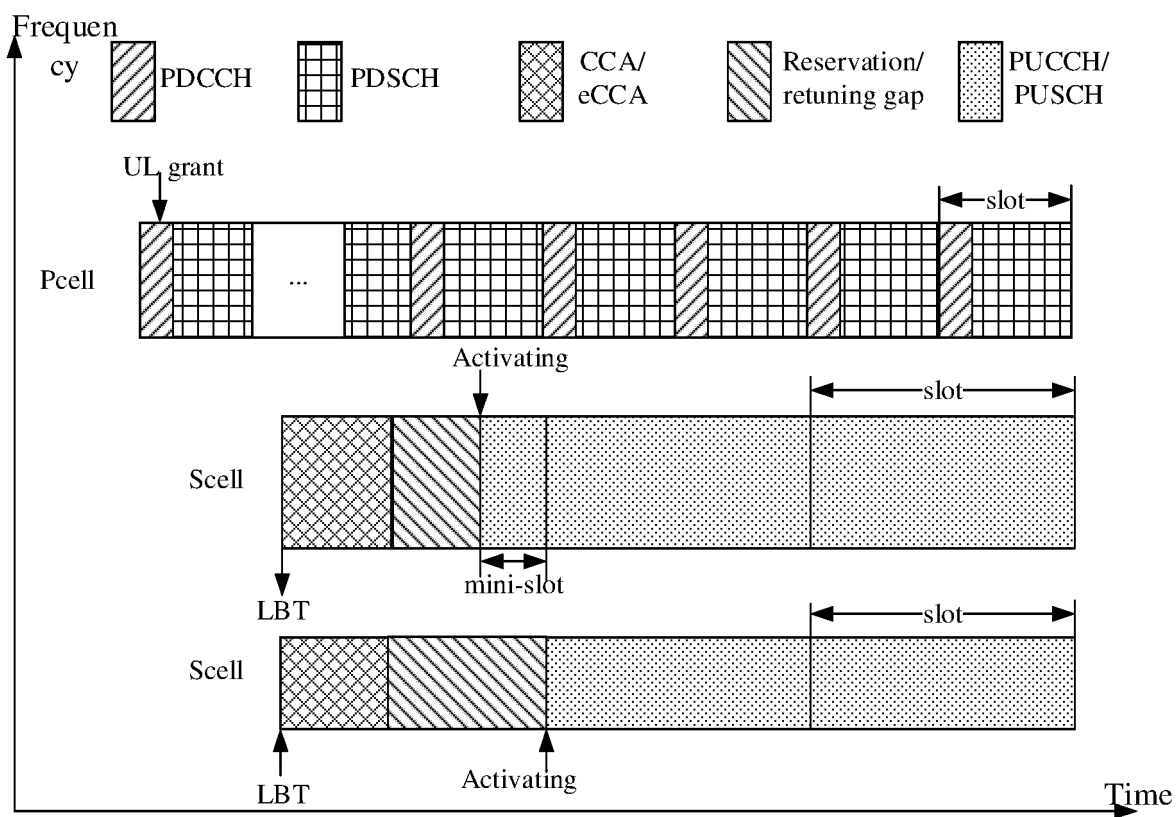 Frequen
cy
PDCCH
PDSCH
CCA/
eCCA
Reservation/
retuning gap
PUCCH/
PUSCH
UL grant
slot
Pcell
...
Activating
slot
Scell
mini-slot
LBT
slot
Scell
Activating
LBT
Time